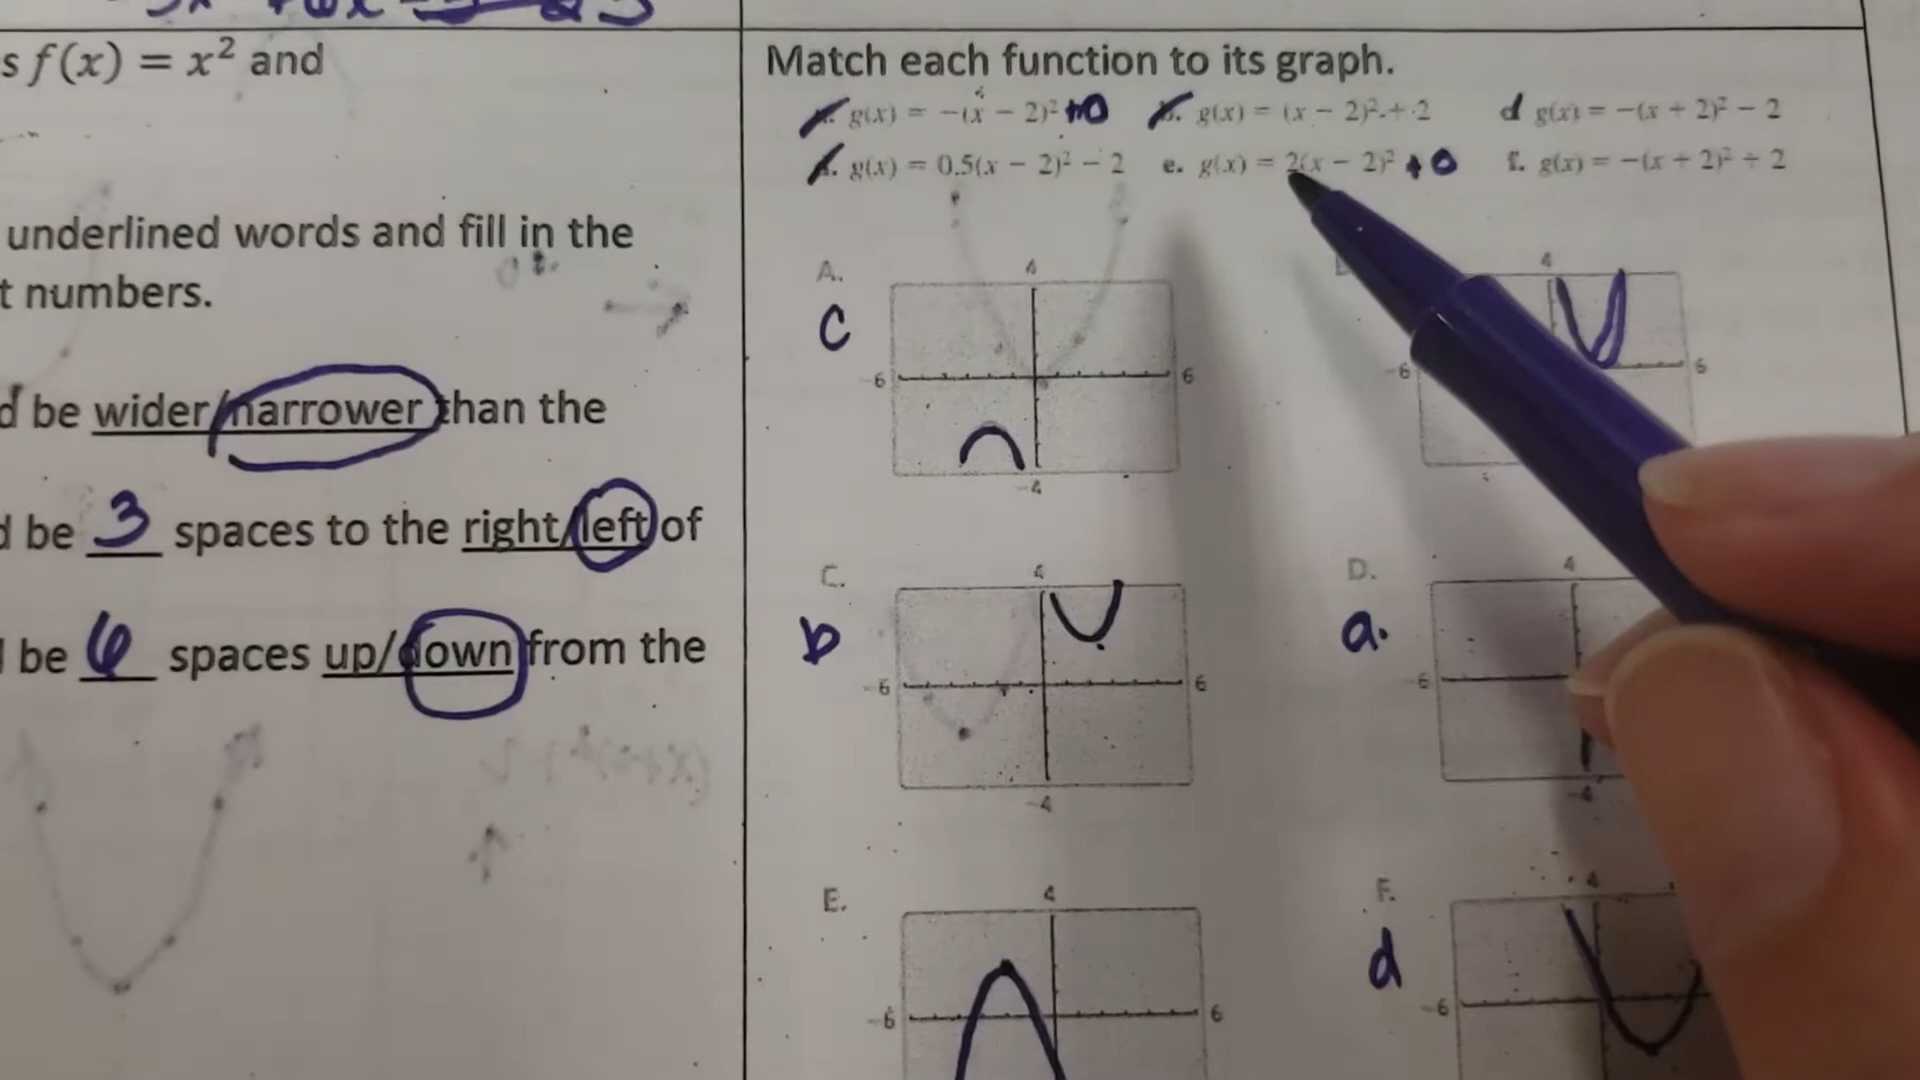 s f(x) = x² and
underlined words and fill in the
t numbers.
d be wider/narrower than the
d be 3 spaces to the right/left of
l be 6 spaces up/down from the
Match each function to its graph.
g(x) = -(x - 2)² +0
g(x) = (x - 2)² + 2
d g(x) = -(x + 2)² - 2
g(x) = 0.5(x - 2)² - 2
e. g(x) = 2(x - 2)² +0
f. g(x) = -(x + 2)² + 2
A.
C
4
-6
6
-4
4
-6
6
C.
b
4
-6
6
-4
D.
a.
4
-6
-4
E.
4
-6
6
F.
d
4
-6